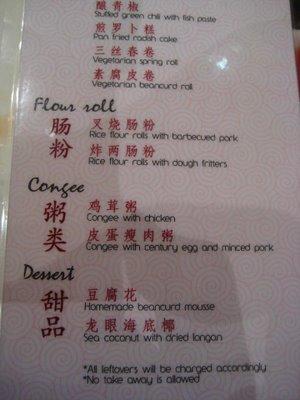 酿青椒
Stuffed green chili with fish paste
煎罗卜糕
Pan fried radish cake
三丝春卷
Vegetarian spring roll
素腐皮卷
Vegetarian beancurd roll
Flour roll
肠粉
叉烧肠粉
Rice flour rolls with barbecued pork
炸两肠粉
Rice flour rolls with dough fritters
Congee
粥类
鸡茸粥
Congee with chicken
皮蛋瘦肉粥
Congee with century egg and minced pork
Dessert
甜品
豆腐花
Homemade beancurd mousse
龙眼海底椰
Sea coconut with dried longan
*All leftovers will be charged accordingly
*No take away is allowed